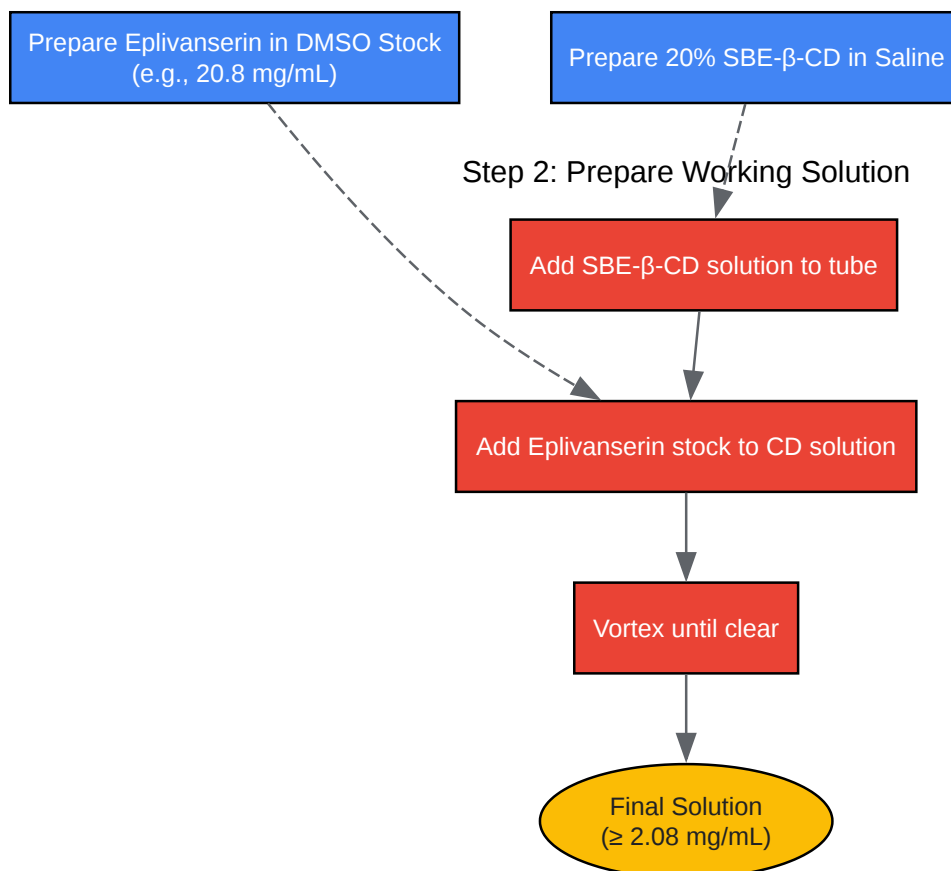 Prepare Eplivanserin in DMSO Stock
(e.g., 20.8 mg/mL)
Prepare 20% SBE-β-CD in Saline
Step 2: Prepare Working Solution
Add SBE-β-CD solution to tube
Add Eplivanserin stock to CD solution
Vortex until clear
Final Solution
(≥ 2.08 mg/mL)